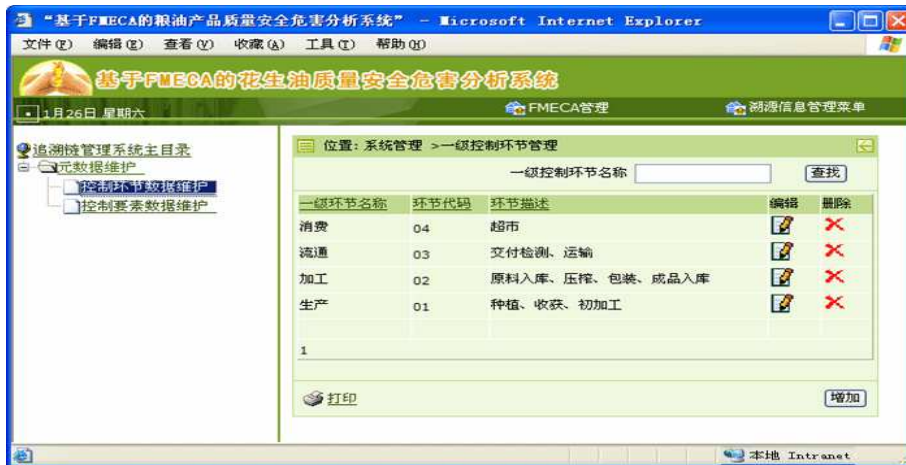 “基于FMECA的粮油产品质量安全危害分析系统” - Microsoft Internet Explorer
文件(F) 编辑(E) 查看(V) 收藏(A) 工具(T) 帮助(H)
基于FMECA的花生油质量安全危害分析系统
1月26日 星期六 FMECA管理 溯源信息管理菜单
追溯链管理系统主目录
元数据维护
控制环节数据维护
控制要素数据维护
位置: 系统管理 >一级控制环节管理
一级控制环节名称 查找
一级环节名称 环节代码 环节描述 编辑 删除
消费 04 超市
流通 03 交付检测、运输
加工 02 原料入库、压榨、包装、成品入库
生产 01 种植、收获、初加工
1
打印 增加
本地 Intranet